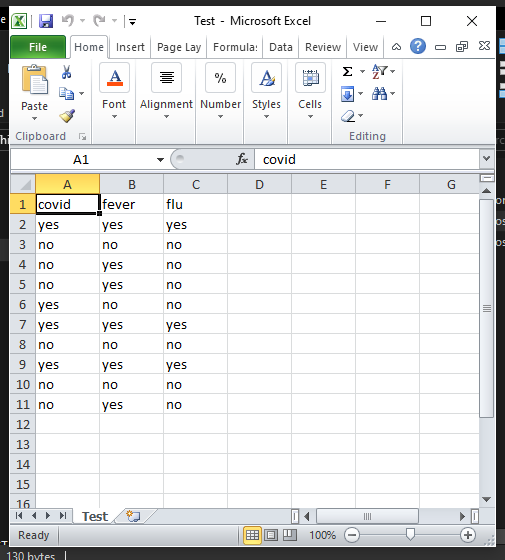 Test - Microsoft Excel
File Home Insert Page Lay Formula: Data Review View
Paste Font Alignment Number Styles Cells
Clipboard Editing
A1 fx covid
A B C D E F G
1 covid fever flu
2 yes yes yes
3 no no no
4 no yes no
5 no yes no
6 yes no no
7 yes yes yes
8 no no no
9 yes yes yes
10 no no no
11 no yes no
12
13
14
15
16
Test
Ready 100%
130 bytes